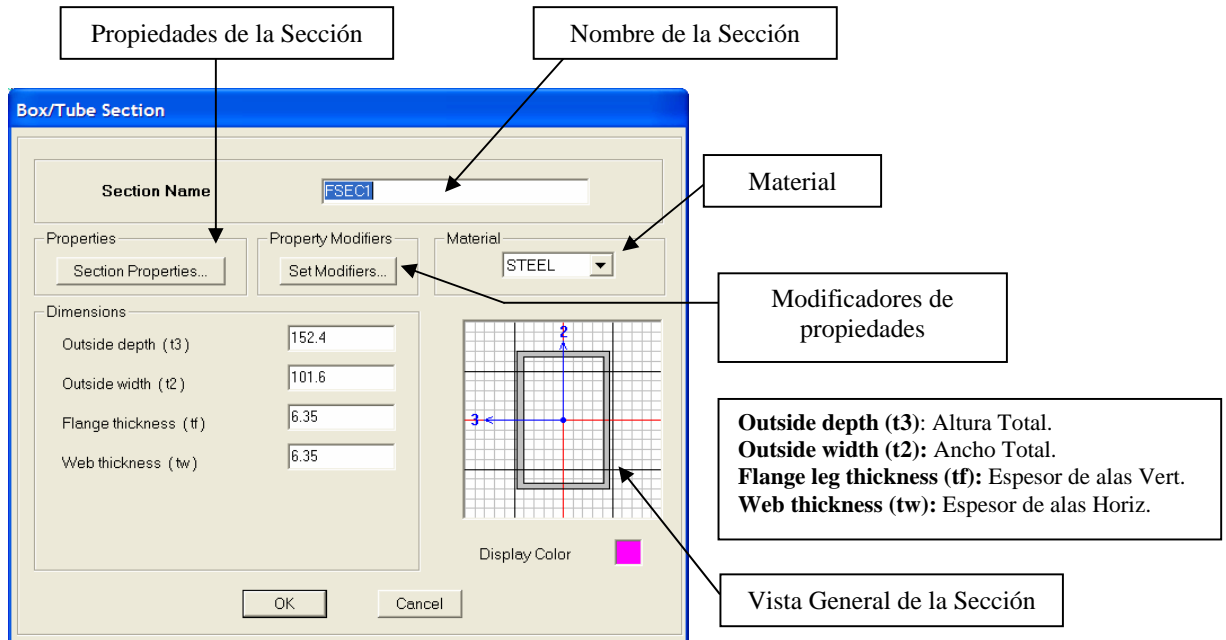 Propiedades de la Sección
Nombre de la Sección
Box/Tube Section
Section Name
FSEC1
Material
Properties
Property Modifiers
Material
Section Properties...
Set Modifiers...
STEEL
Modificadores de
propiedades
Dimensions
Outside depth (t3)
152.4
Outside width (t2)
101.6
Flange thickness (tf)
6.35
Web thickness (tw)
6.35
2
3
Outside depth (t3): Altura Total.
Outside width (t2): Ancho Total.
Flange leg thickness (tf): Espesor de alas Vert.
Web thickness (tw): Espesor de alas Horiz.
Display Color
Vista General de la Sección
OK
Cancel